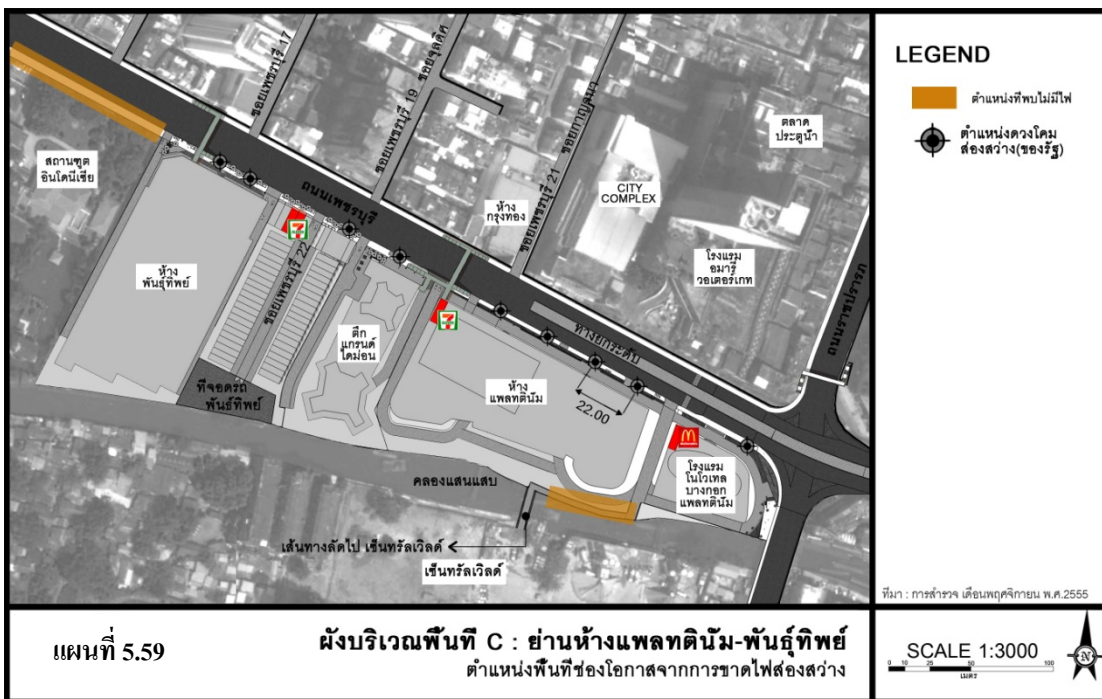 ซอยเพชรบุรี 17
ซอยจุลดิศ
ซอยเพชรบุรี 19
ซอยกาญจนา
ซอยเพชรบุรี 21
ตลาด
ประตูน้ำ
สถานฑูต
อินโดนีเซีย
ถนนเพชรบุรี
ห้าง
กรุงทอง
CITY
COMPLEX
โรงแรม
อมารี
วอเตอร์เกท
ถนนราชปรารภ
ห้าง
พันธุ์ทิพย์
7
ซอยเพชรบุรี 22
7
ตึก
แกรนด์
ไดม่อน
ทางยกระดับ
ห้าง
แพลทตินัม
22.00
ที่จอดรถ
พันธ์ทิพย์
โรงแรม
โนโวเทล
บางกอก
แพลทตินัม
คลองแสนแสบ
เส้นทางลัดไป เซ็นทรัลเวิลด์
เซ็นทรัลเวิลด์
LEGEND
ตำแหน่งที่พบไม่มีไฟ
ตำแหน่งดวงโคม
ส่องสว่าง(ของรัฐ)
ที่มา : การสำรวจ เดือนพฤศจิกายน พ.ศ.2555
แผนที่ 5.59
ผังบริเวณพื้นที่ C : ย่านห้างแพลทตินัม-พันธุ์ทิพย์
ตำแหน่งพื้นที่ช่องโอกาสจากการขาดไฟส่องสว่าง
SCALE 1:3000
0 10 25 50 100
เมตร
N